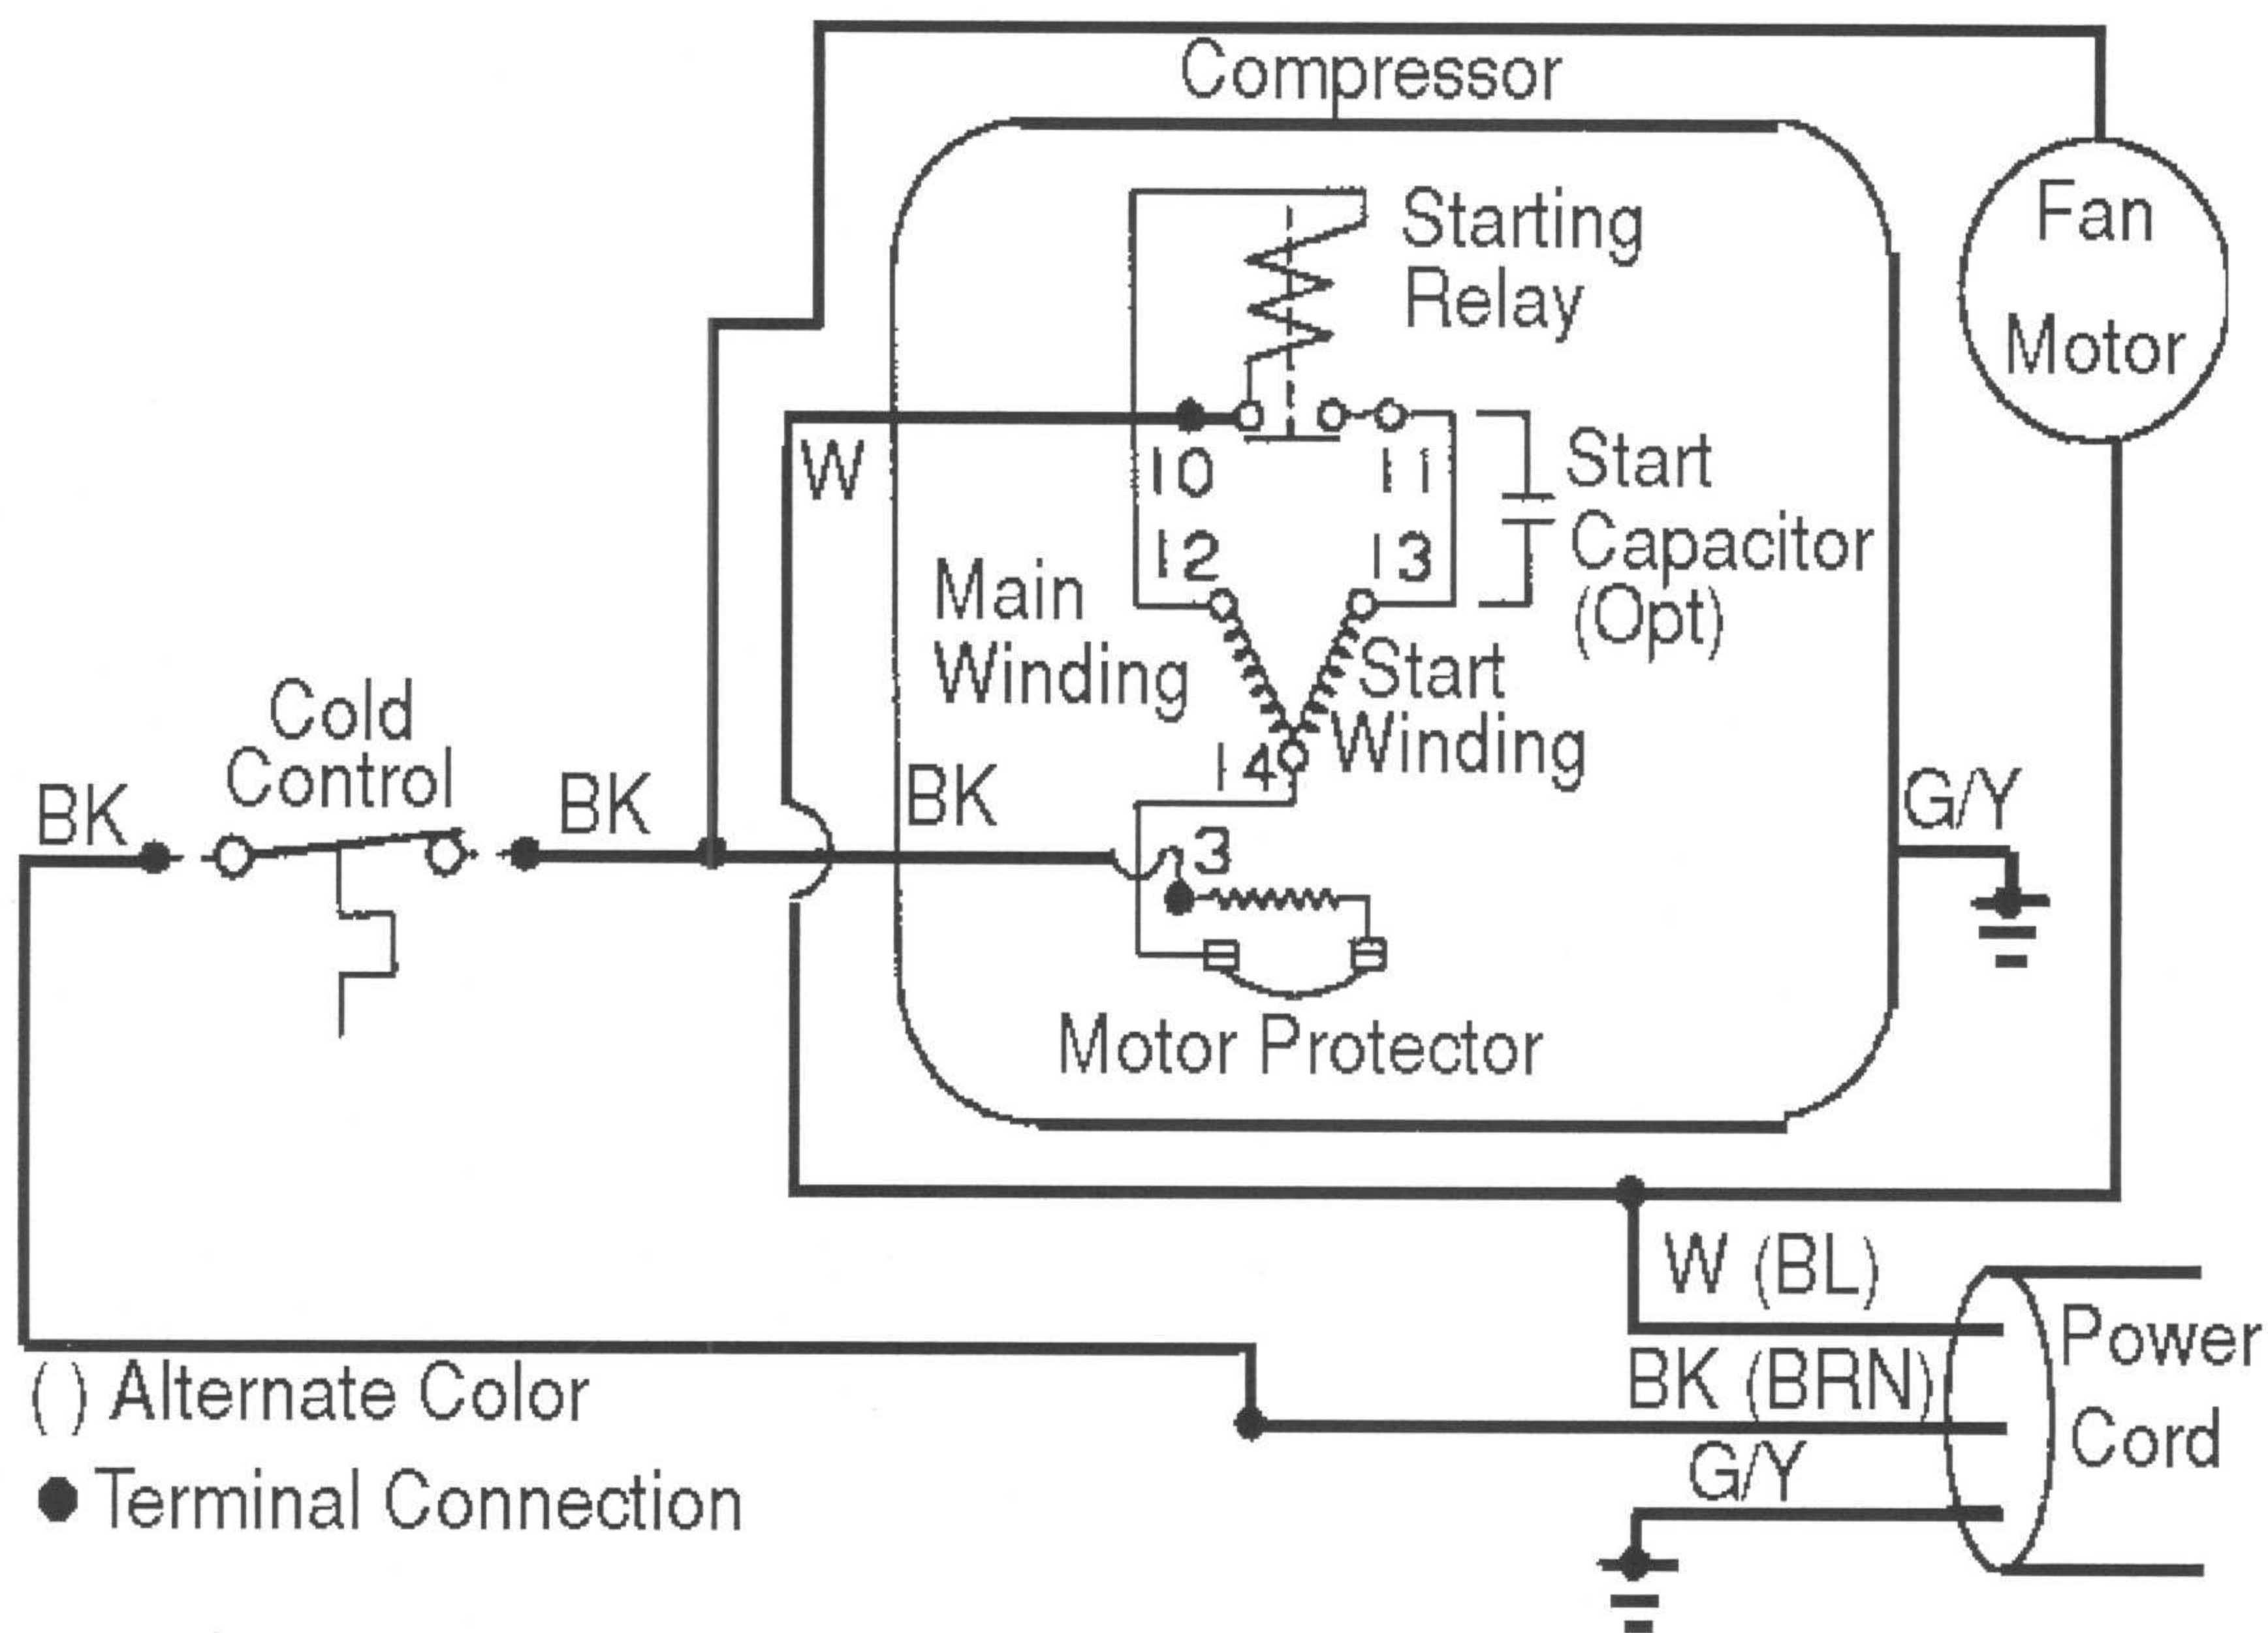 Compressor
Fan
Motor
Starting
Relay
W
10
11
Start
Capacitor
(Opt)
12
13
Main
Winding
Start
Winding
14
Cold
Control
BK
BK
BK
G/Y
3
Motor Protector
W (BL)
Power
Cord
BK (BRN)
G/Y
( ) Alternate Color
Terminal Connection